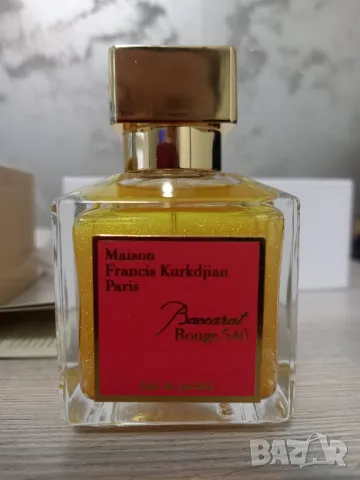 Maison
Francis Kurkdjian
Paris
Baccarat
Rouge 540
BAZAR